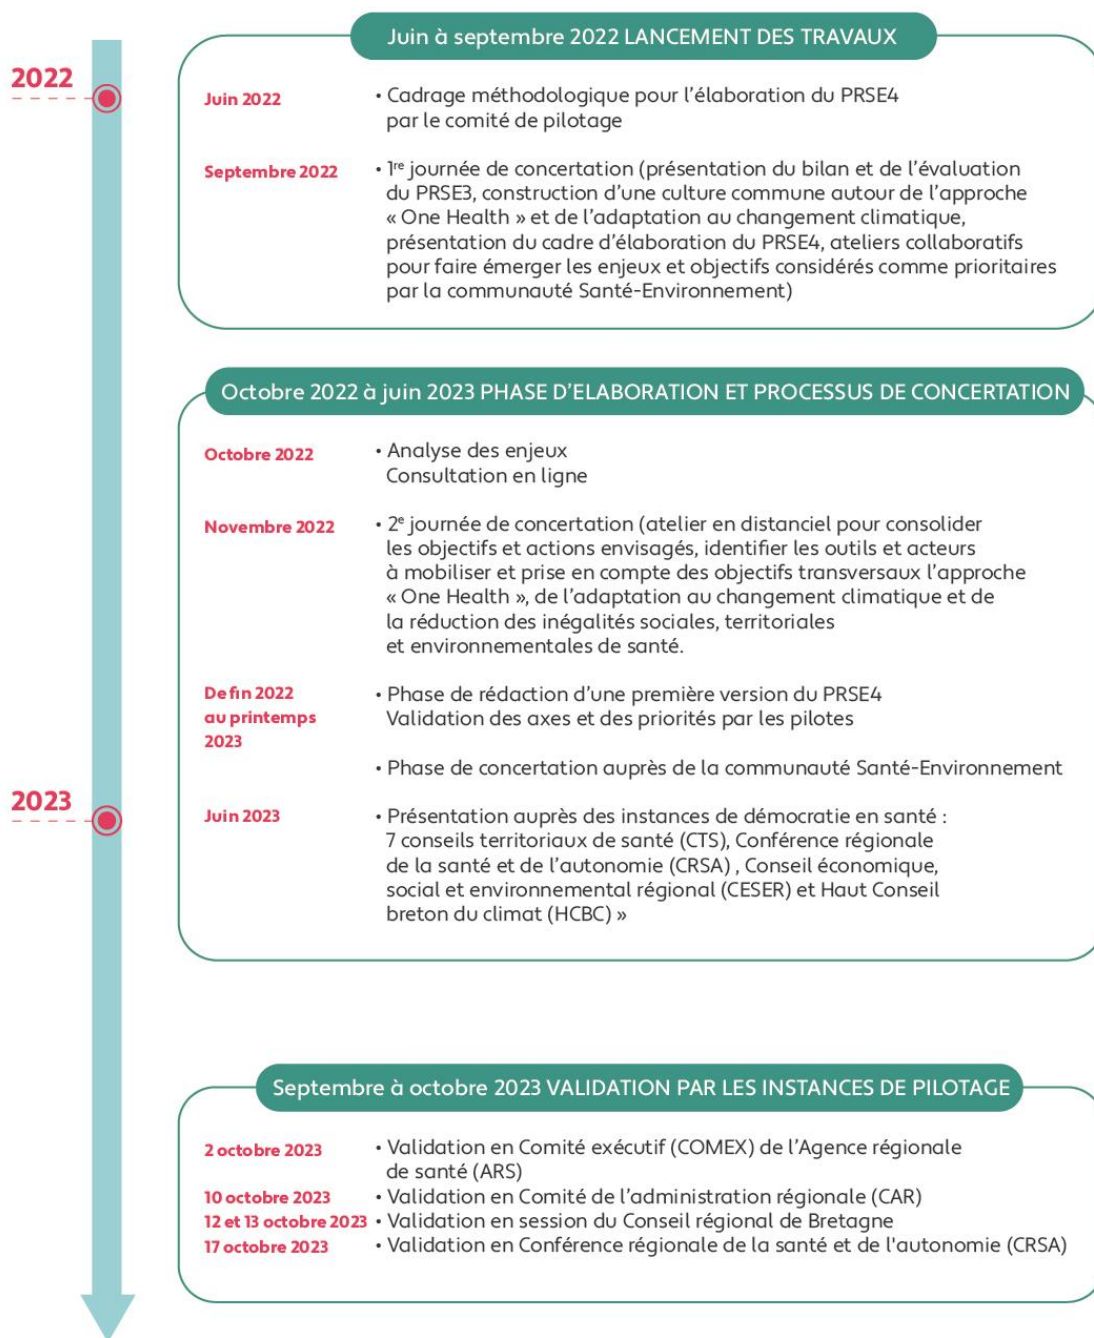 Juin à septembre 2022 LANCEMENT DES TRAVAUX
2022
Juin 2022
• Cadrage méthodologique pour l'élaboration du PRSE4
par le comité de pilotage
Septembre 2022
• 1re journée de concertation (présentation du bilan et de l'évaluation
du PRSE3, construction d'une culture commune autour de l'approche
« One Health » et de l'adaptation au changement climatique,
présentation du cadre d'élaboration du PRSE4, ateliers collaboratifs
pour faire émerger les enjeux et objectifs considérés comme prioritaires
par la communauté Santé-Environnement)
Octobre 2022 à juin 2023 PHASE D'ELABORATION ET PROCESSUS DE CONCERTATION
Octobre 2022
• Analyse des enjeux
Consultation en ligne
Novembre 2022
• 2e journée de concertation (atelier en distanciel pour consolider
les objectifs et actions envisagés, identifier les outils et acteurs
à mobiliser et prise en compte des objectifs transversaux l'approche
« One Health », de l'adaptation au changement climatique et de
la réduction des inégalités sociales, territoriales
et environnementales de santé.
De fin 2022
au printemps
2023
• Phase de rédaction d'une première version du PRSE4
Validation des axes et des priorités par les pilotes
• Phase de concertation auprès de la communauté Santé-Environnement
2023
Juin 2023
• Présentation auprès des instances de démocratie en santé :
7 conseils territoriaux de santé (CTS), Conférence régionale
de la santé et de l'autonomie (CRSA) , Conseil économique,
social et environnemental régional (CESER) et Haut Conseil
breton du climat (HCBC) »
Septembre à octobre 2023 VALIDATION PAR LES INSTANCES DE PILOTAGE
2 octobre 2023
• Validation en Comité exécutif (COMEX) de l'Agence régionale
de santé (ARS)
10 octobre 2023
• Validation en Comité de l'administration régionale (CAR)
12 et 13 octobre 2023
• Validation en session du Conseil régional de Bretagne
17 octobre 2023
• Validation en Conférence régionale de la santé et de l'autonomie (CRSA)